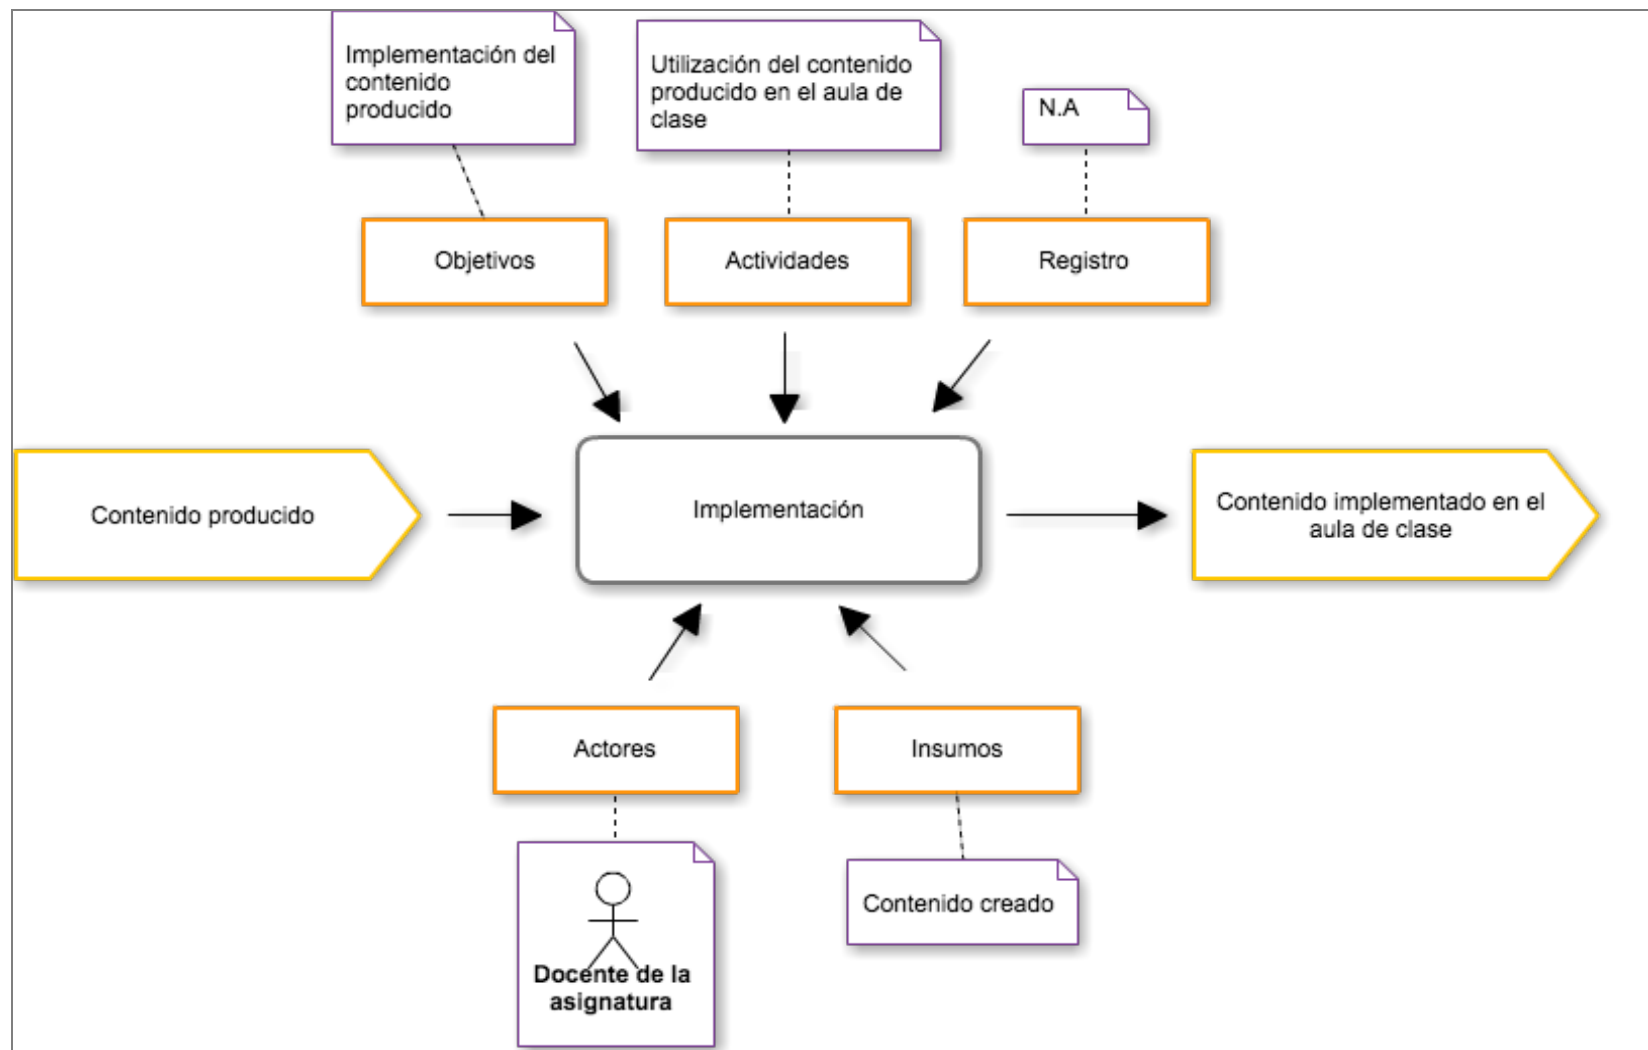 Implementación del
contenido
producido
Utilización del contenido
producido en el aula de
clase
N.A
Objetivos
Actividades
Registro
Contenido producido
Implementación
Contenido implementado en el
aula de clase
Actores
Insumos
Docente de la
asignatura
Contenido creado